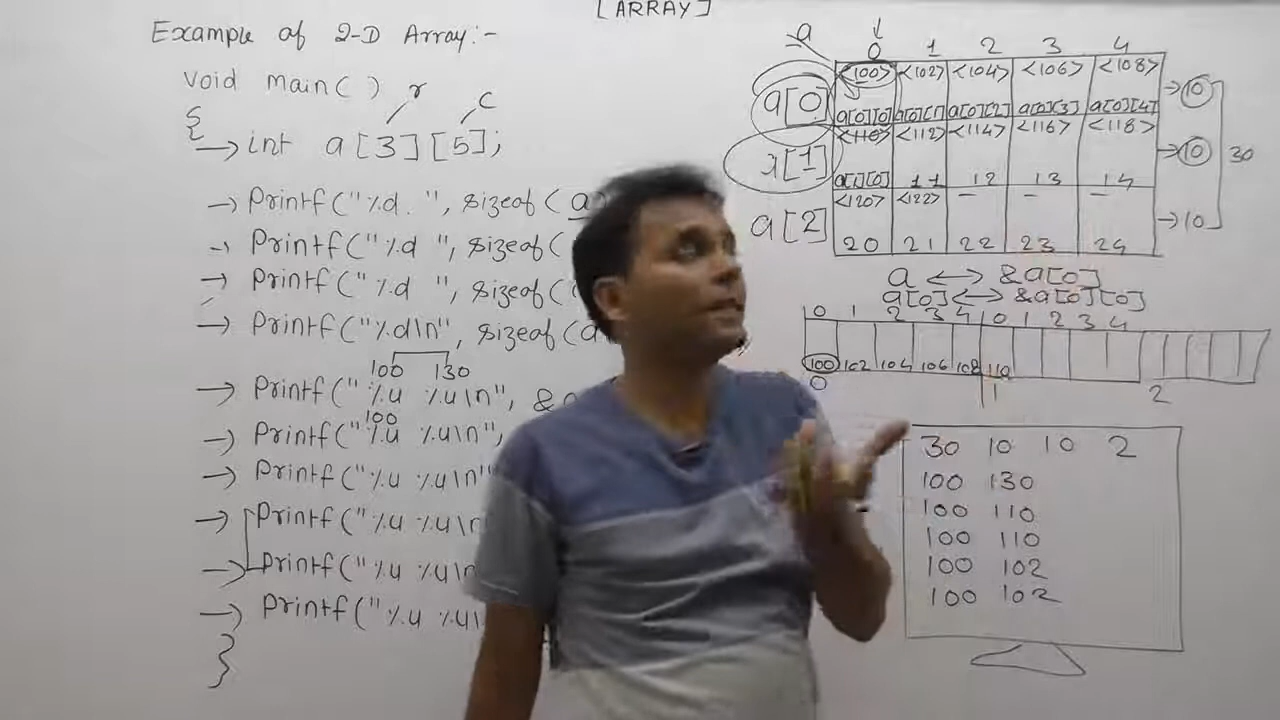 [ARRAY]
Example of 2-D Array:-
void main( )
r
c
{
→ int a[3][5];
→ Printf("%d. ", sizeof(a)
→ Printf("%d ", sizeof(
→ Printf("%d ", sizeof(
→ Printf("%d\n", sizeof(a
100 130
→ Printf("%u %u\n", &a
100
→ Printf("%u %u\n",
→ Printf("%u %u\n
→ Printf("%u %u\n
→ Printf("%u %u\n
→ Printf("%u %u\
}
a
0 1 2 3 4
<100> <102> <104> <106> <108>
a[0] → 10
a[0][0] a[0][1] a[0][2] a[0][3] a[0][4]
<110> <112> <114> <116> <118>
a[1] → 10 30
a[1][0] 11 12 13 14
<120> <122> - - -
a[2] → 10
20 21 22 23 24
a <-> &a[0]
a[0] <-> &a[0][0]
0 1 2 3 4 0 1 2 3 4
100 102 104 106 108 110
0 1 2
30 10 10 2
100 130
100 110
100 110
100 102
100 102